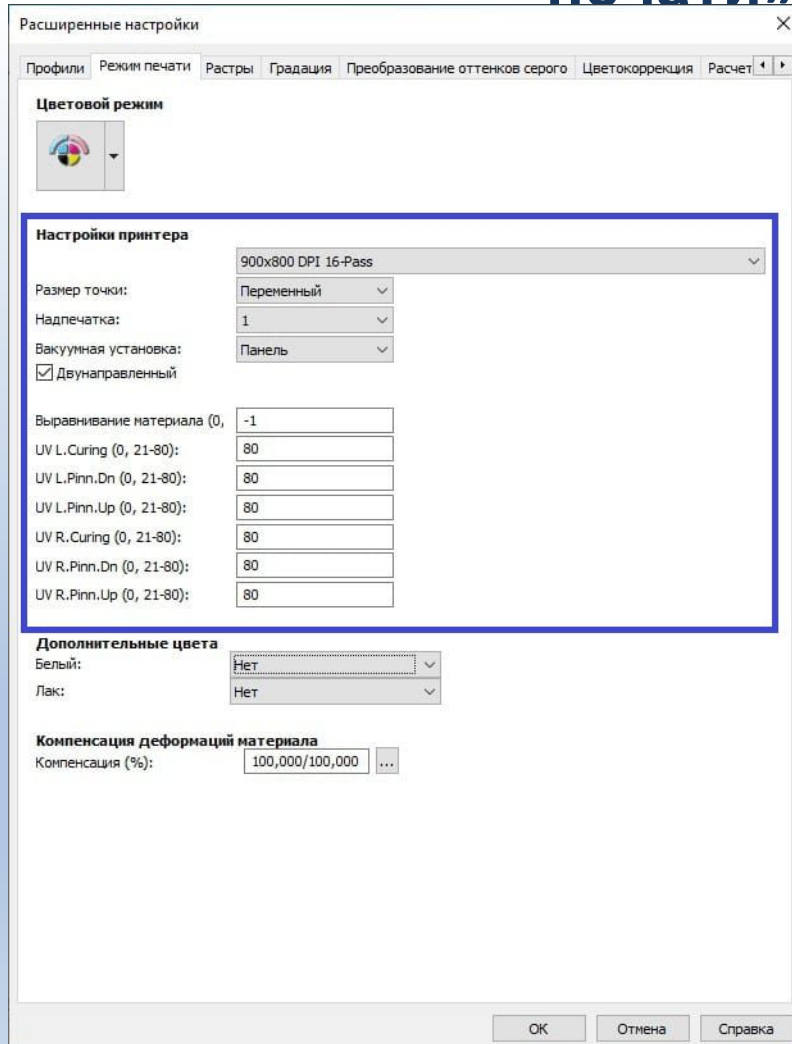 печати»
Расширенные настройки
Профили Режим печати Растры Градация Преобразование оттенков серого Цветокоррекция Расчет
Цветовой режим
Настройки принтера
900x800 DPI 16-Pass
Размер точки: Переменный
Надпечатка: 1
Вакуумная установка: Панель
Двунаправленный
Выравнивание материала (0, -1
UV L.Curing (0, 21-80): 80
UV L.Pinn.Dn (0, 21-80): 80
UV L.Pinn.Up (0, 21-80): 80
UV R.Curing (0, 21-80): 80
UV R.Pinn.Dn (0, 21-80): 80
UV R.Pinn.Up (0, 21-80): 80
Дополнительные цвета
Белый: Нет
Лак: Нет
Компенсация деформаций материала
Компенсация (%): 100,000/100,000 ...
ОК Отмена Справка